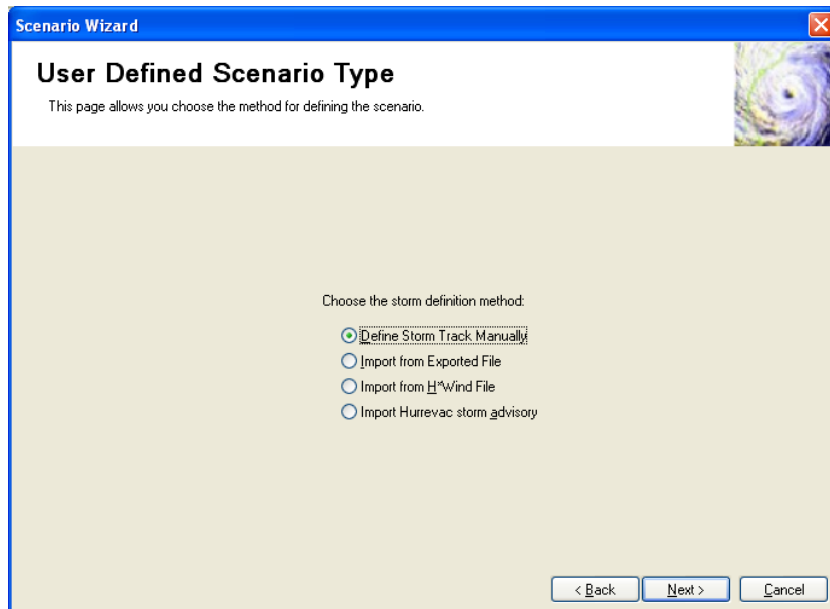 Scenario Wizard
User Defined Scenario Type
This page allows you choose the method for defining the scenario.
Choose the storm definition method:
Define Storm Track Manually
Import from Exported File
Import from H*Wind File
Import Hurrevac storm advisory
< Back Next > Cancel